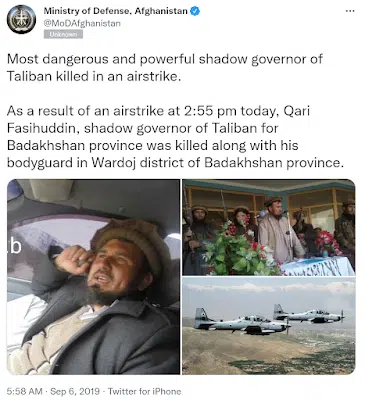 Ministry of Defense, Afghanistan
@MoDAfghanistan
Unknown
Most dangerous and powerful shadow governor of
Taliban killed in an airstrike.
As a result of an airstrike at 2:55 pm today, Qari
Fasihuddin, shadow governor of Taliban for
Badakhshan province was killed along with his
bodyguard in Wardoj district of Badakhshan province.
b
5:58 AM · Sep 6, 2019 · Twitter for iPhone